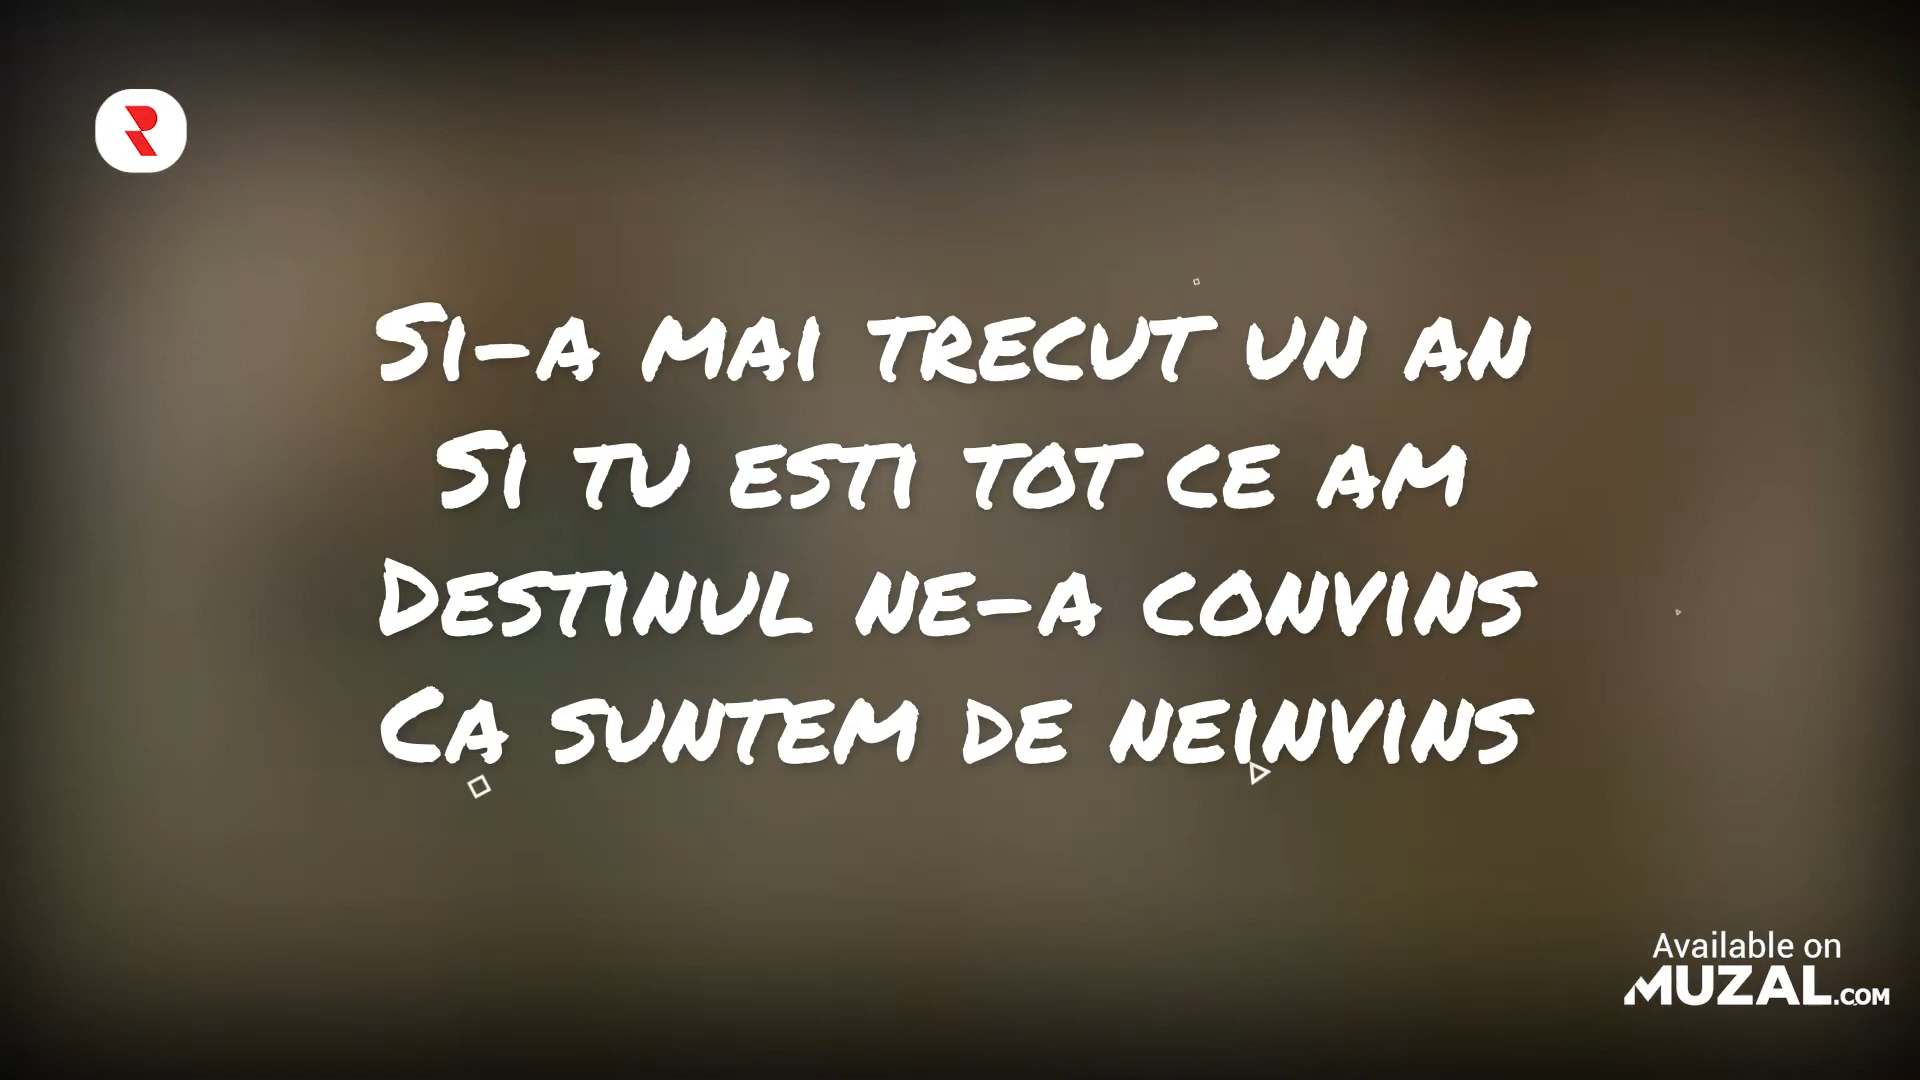 Si-a mai trecut un an
Si tu esti tot ce am
Destinul ne-a convins
Ca suntem de neinvins
Available on
MUZAL.COM